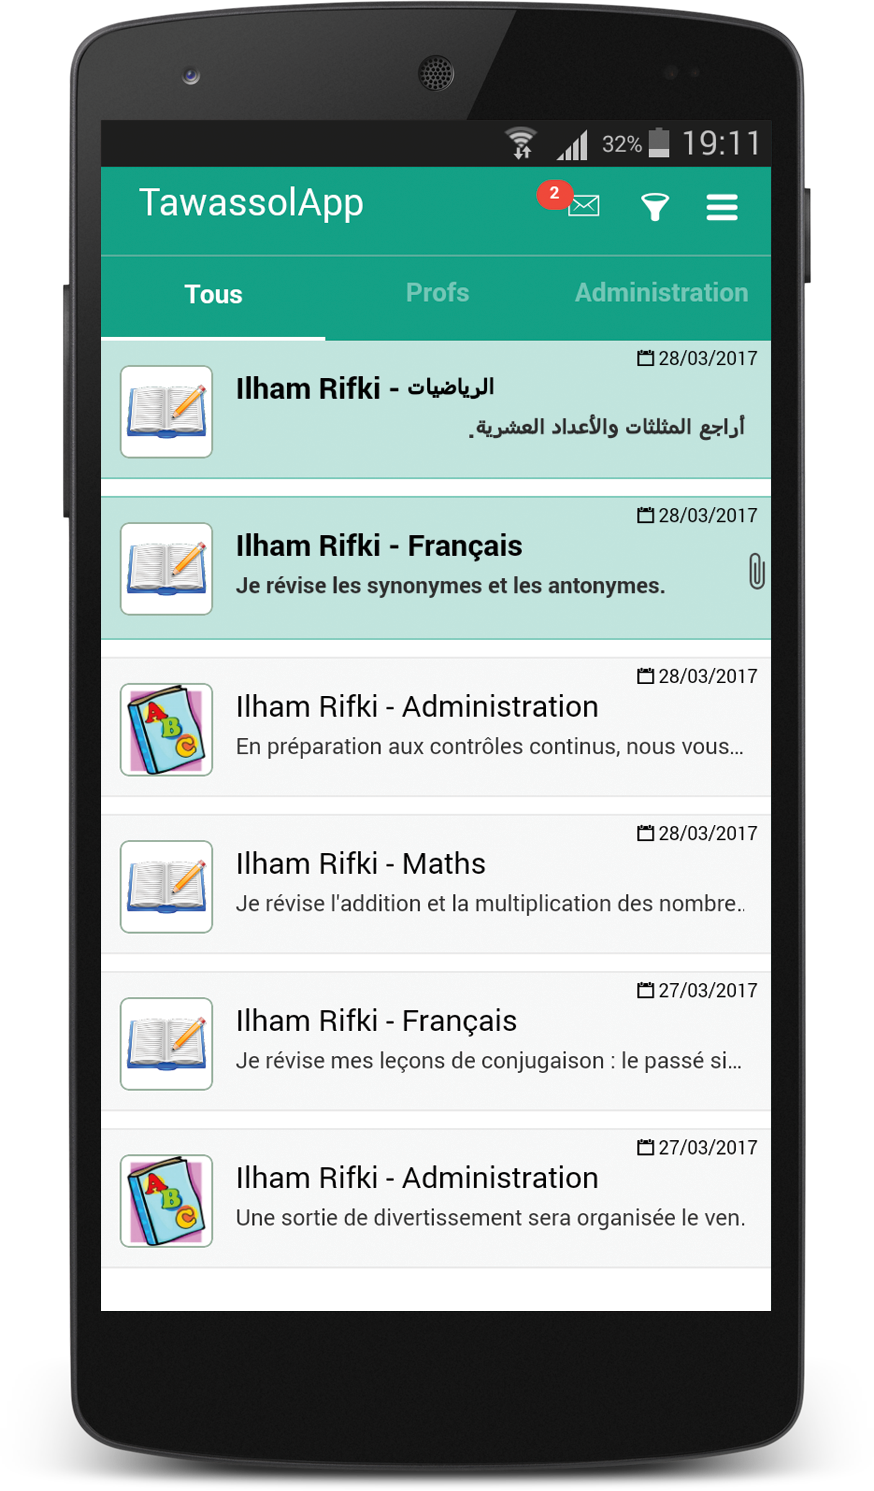 32% 19:11
TawassolApp
2
Tous Profs Administration
28/03/2017
Ilham Rifki - الرياضيات
أراجع المثلثات والأعداد العشرية.
28/03/2017
Ilham Rifki - Français
Je révise les synonymes et les antonymes.
28/03/2017
Ilham Rifki - Administration
En préparation aux contrôles continus, nous vous...
28/03/2017
Ilham Rifki - Maths
Je révise l'addition et la multiplication des nombre..
27/03/2017
Ilham Rifki - Français
Je révise mes leçons de conjugaison : le passé si...
27/03/2017
Ilham Rifki - Administration
Une sortie de divertissement sera organisée le ven.
A
B
C
A
B
C